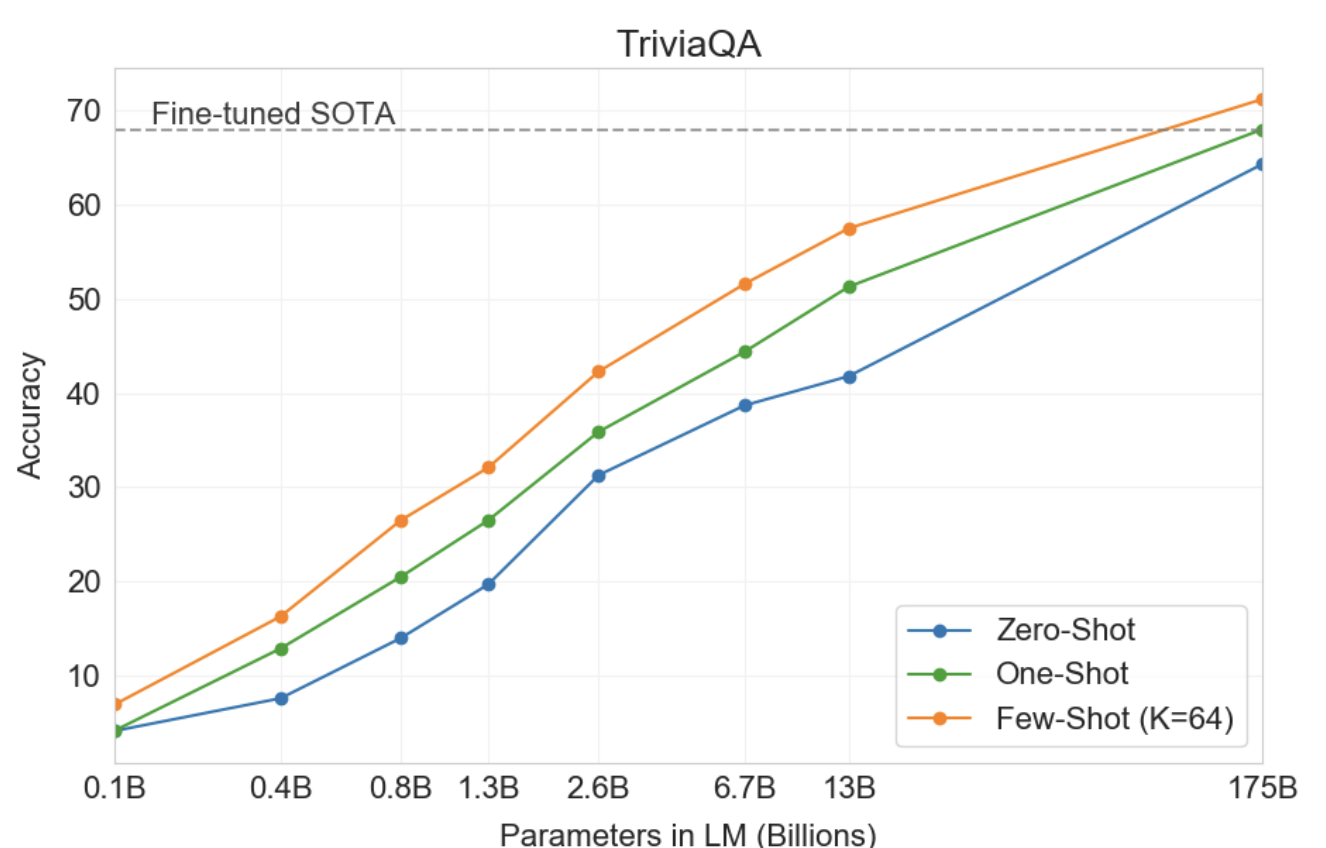 TriviaQA
Fine-tuned SOTA
70
60
50
40
30
20
10
Accuracy
Zero-Shot
One-Shot
Few-Shot (K=64)
0.1B 0.4B 0.8B 1.3B 2.6B 6.7B 13B 175B
Parameters in LM (Billions)